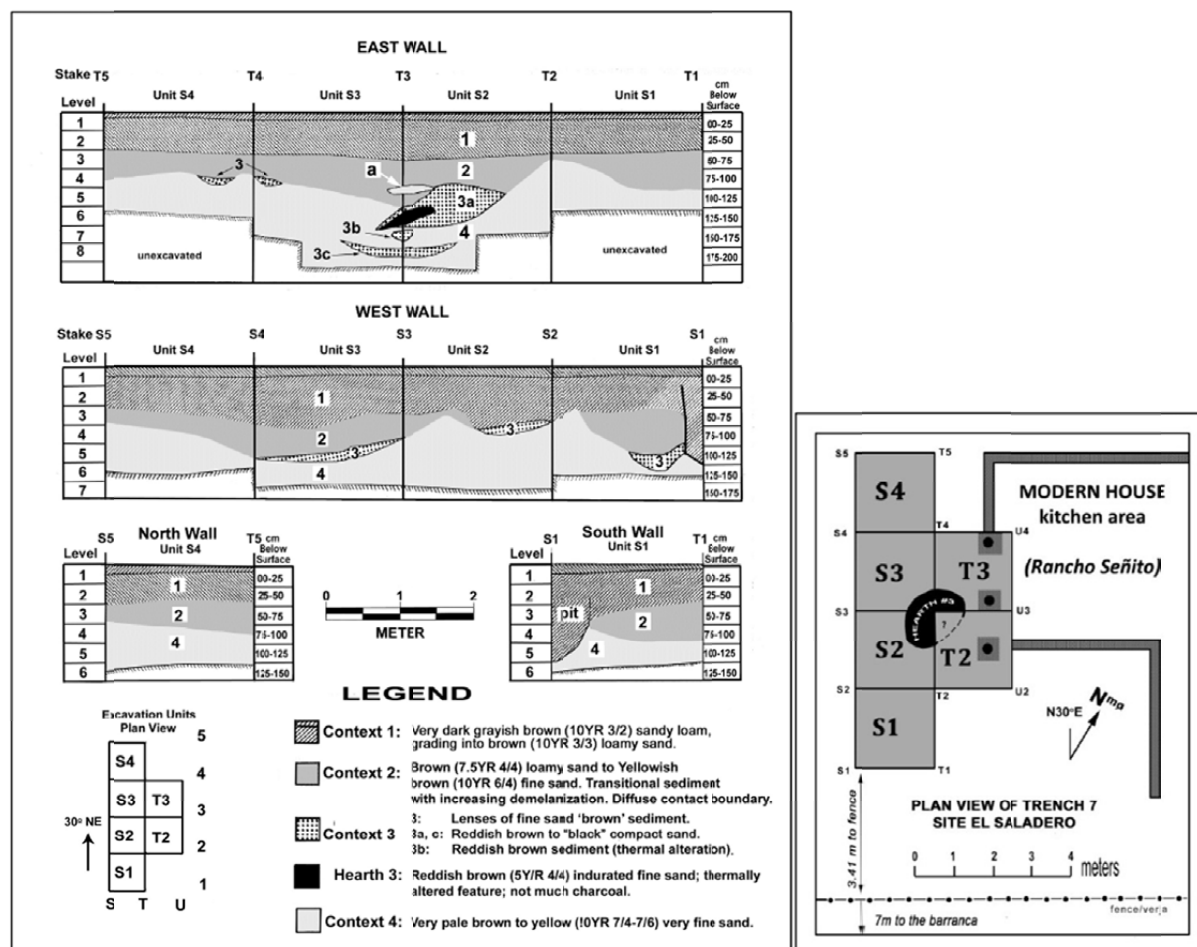 EAST WALL
Stake T5 T4 T3 T2 T1
Level Unit S4 Unit S3 Unit S2 Unit S1 cm Below Surface
1 00-25
2 1 25-50
3 3 2 50-75
4 a 75-100
5 3a 100-125
6 125-150
7 3b 4 150-175
8 3c 175-200
unexcavated unexcavated
WEST WALL
Stake S5 S4 S3 S2 S1
Level Unit S4 Unit S3 Unit S2 Unit S1 cm Below Surface
1 00-25
2 1 25-50
3 50-75
4 2 3 75-100
5 3 3 100-125
6 4 125-150
7 150-175
North Wall
S5 Unit S4 T5
Level cm Below Surface
1 1 00-25
2 25-50
3 2 50-75
4 4 75-100
5 100-125
6 125-150
0 1 2
METER
South Wall
S1 Unit S1 T1
Level cm Below Surface
1 1 00-25
2 25-50
3 pit 2 50-75
4 75-100
5 4 100-125
6 125-150
LEGEND
Context 1: Very dark grayish brown (10YR 3/2) sandy loam,
grading into brown (10YR 3/3) loamy sand.
Context 2: Brown (7.5YR 4/4) loamy sand to Yellowish
brown (10YR 6/4) fine sand. Transitional sediment
with increasing demelanization. Diffuse contact boundary.
Context 3
3: Lenses of fine sand 'brown' sediment.
3a, c: Reddish brown to "black" compact sand.
3b: Reddish brown sediment (thermal alteration).
Hearth 3: Reddish brown (5Y/R 4/4) indurated fine sand; thermally
altered feature; not much charcoal.
Context 4: Very pale brown to yellow (!0YR 7/4-7/6) very fine sand.
Excavation Units
Plan View
5
S4 4
S3 T3 3
S2 T2 2
S1 1
S T U
30º NE
S5 T5
S4
MODERN HOUSE
kitchen area
(Rancho Señito)
S4 T4 U4
S3 T3
HEARTH #3
S3 U3
?
S2 T2
S2 T2 U2
S1
N30ºE
Nmg
S1 T1
3.41 m to fence
PLAN VIEW OF TRENCH 7
SITE EL SALADERO
0 1 2 3 4
meters
fence/verja
7m to the barranca